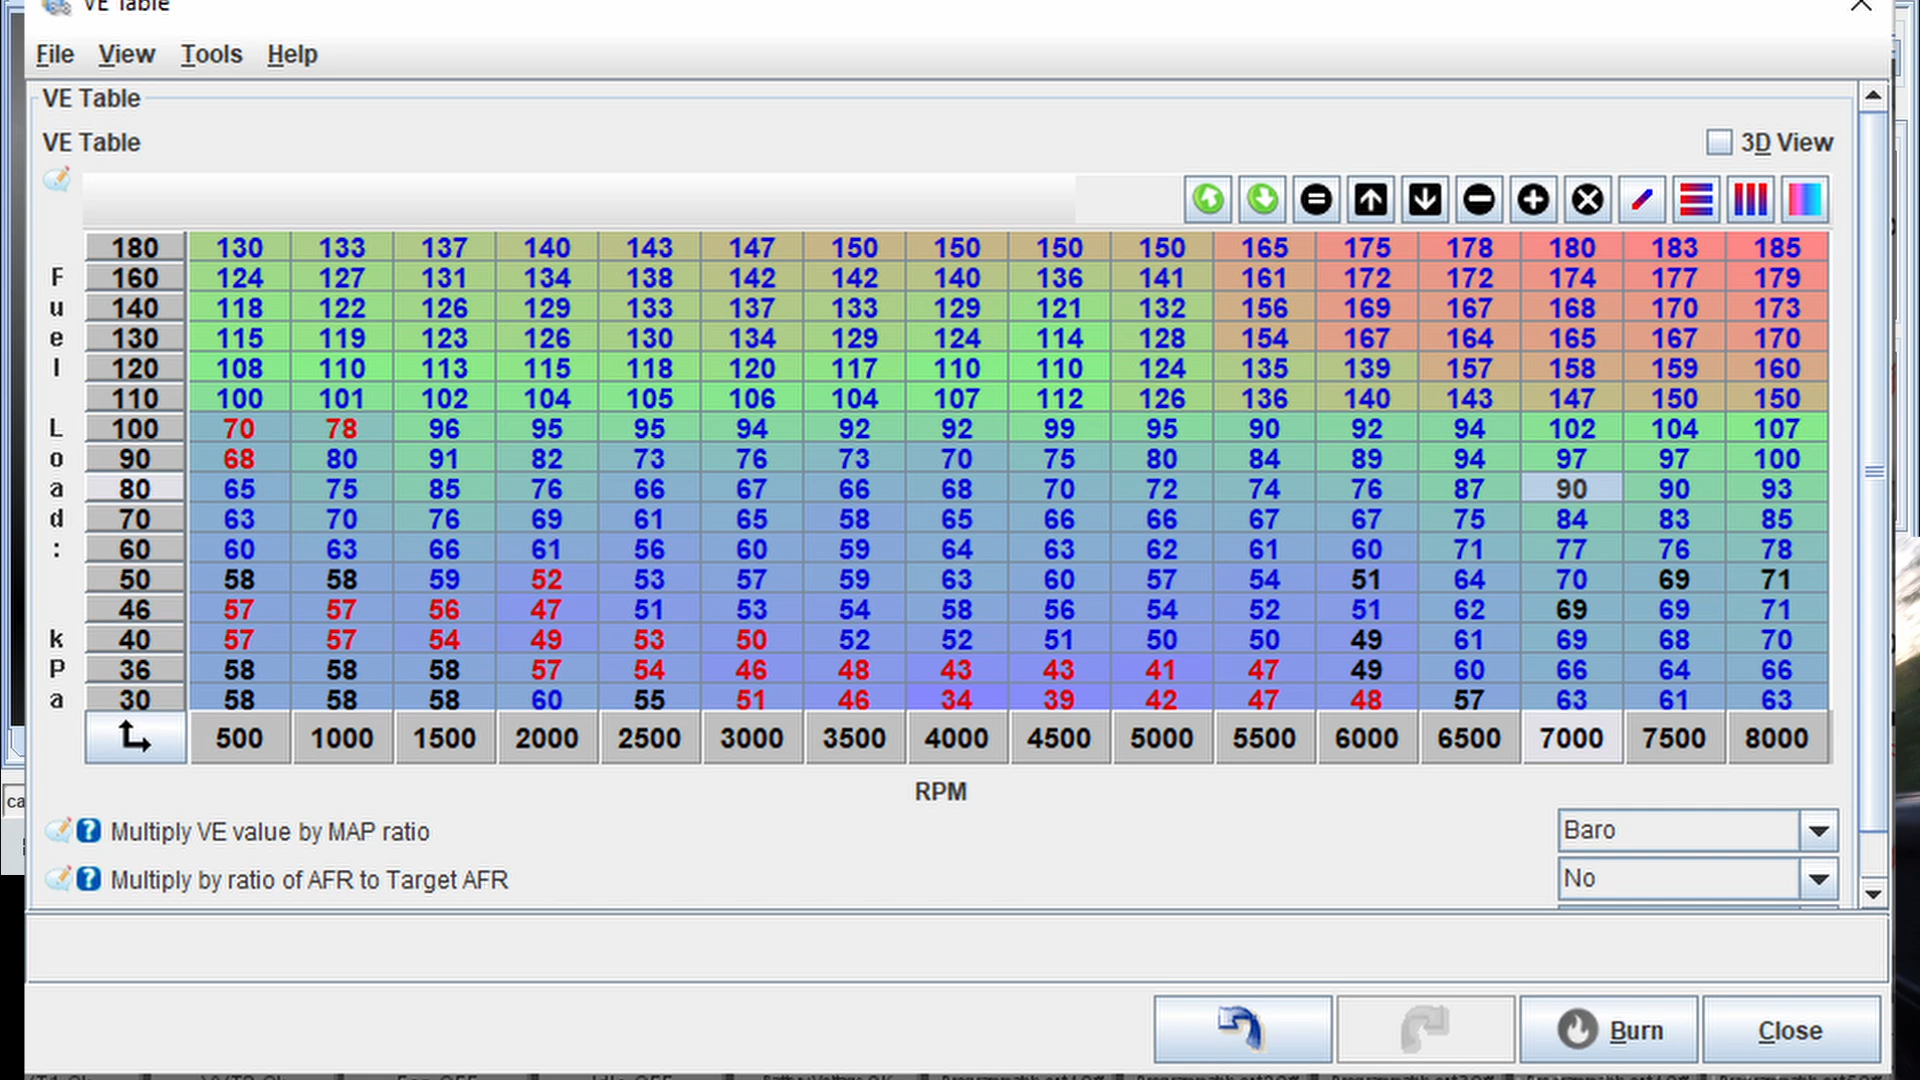 VE Table
File View Tools Help
VE Table
VE Table
3D View
Fuel Load: kPa
180 130 133 137 140 143 147 150 150 150 150 165 175 178 180 183 185
160 124 127 131 134 138 142 142 140 136 141 161 172 172 174 177 179
140 118 122 126 129 133 137 133 129 121 132 156 169 167 168 170 173
130 115 119 123 126 130 134 129 124 114 128 154 167 164 165 167 170
120 108 110 113 115 118 120 117 110 110 124 135 139 157 158 159 160
110 100 101 102 104 105 106 104 107 112 126 136 140 143 147 150 150
100 70 78 96 95 95 94 92 92 99 95 90 92 94 102 104 107
90 68 80 91 82 73 76 73 70 75 80 84 89 94 97 97 100
80 65 75 85 76 66 67 66 68 70 72 74 76 87 90 90 93
70 63 70 76 69 61 65 58 65 66 66 67 67 75 84 83 85
60 60 63 66 61 56 60 59 64 63 62 61 60 71 77 76 78
50 58 58 59 52 53 57 59 63 60 57 54 51 64 70 69 71
46 57 57 56 47 51 53 54 58 56 54 52 51 62 69 69 71
40 57 57 54 49 53 50 52 52 51 50 50 49 61 69 68 70
36 58 58 58 57 54 46 48 43 43 41 47 49 60 66 64 66
30 58 58 58 60 55 51 46 34 39 42 47 48 57 63 61 63
500 1000 1500 2000 2500 3000 3500 4000 4500 5000 5500 6000 6500 7000 7500 8000
RPM
Multiply VE value by MAP ratio Baro
Multiply by ratio of AFR to Target AFR No
Burn Close